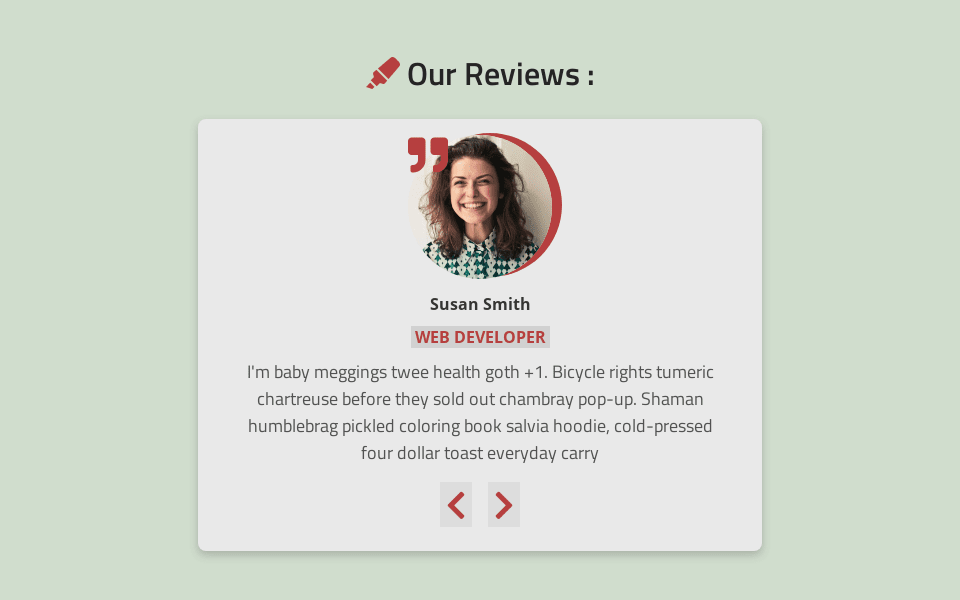 Our Reviews :
Susan Smith
WEB DEVELOPER
I'm baby meggings twee health goth +1. Bicycle rights tumeric
chartreuse before they sold out chambray pop-up. Shaman
humblebrag pickled coloring book salvia hoodie, cold-pressed
four dollar toast everyday carry